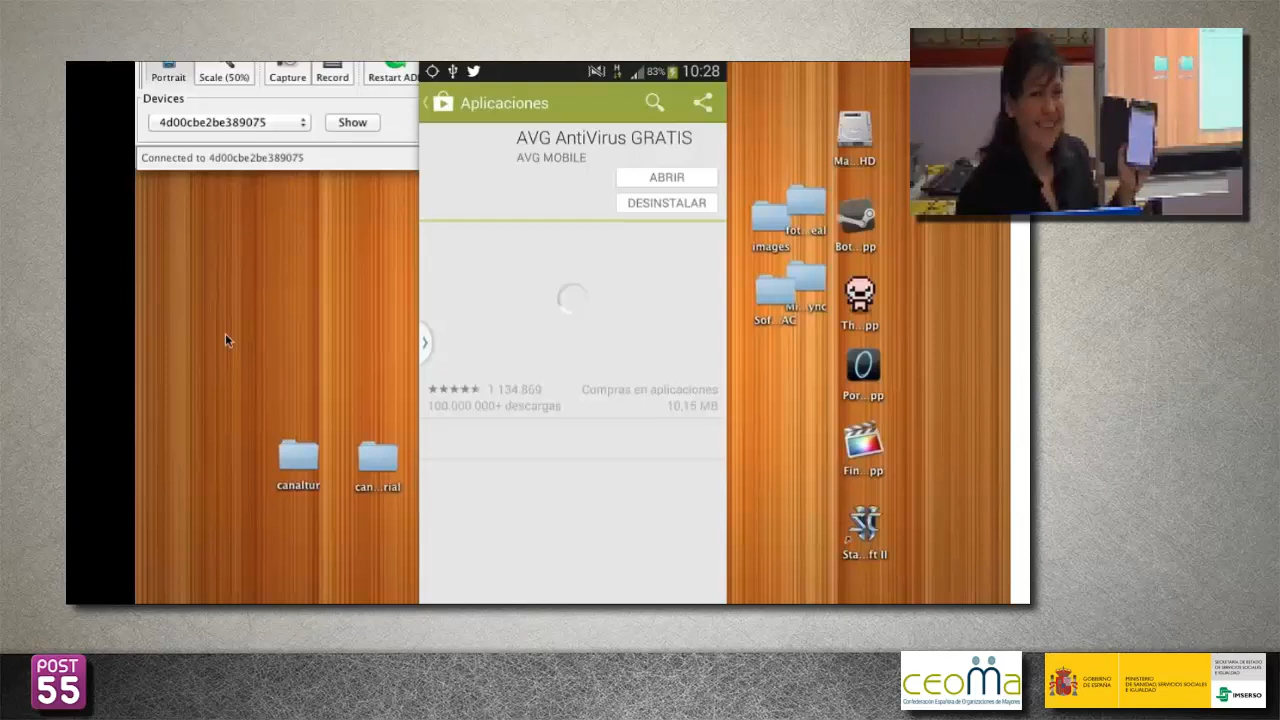 Portrait
Scale (50%)
Capture
Record
Restart AD
Devices
4d00cbe2be389075
Show
Connected to 4d00cbe2be389075
83%
10:28
Aplicaciones
AVG AntiVirus GRATIS
AVG MOBILE
ABRIR
DESINSTALAR
1 134 869
Compras en aplicaciones
100 000 000+ descargas
10,15 MB
Ma...HD
fot...eal
images
Bot...pp
Mi...ync
Sof...AC
Th...pp
Por...pp
Fin...pp
Sta...ft II
canaltur
can...rial
POST
55
ceoma
Confederación Española de Organizaciones de Mayores
GOBIERNO
DE ESPAÑA
MINISTERIO
DE SANIDAD, SERVICIOS SOCIALES
E IGUALDAD
SECRETARÍA DE ESTADO
DE SERVICIOS SOCIALES
E IGUALDAD
IMSERSO